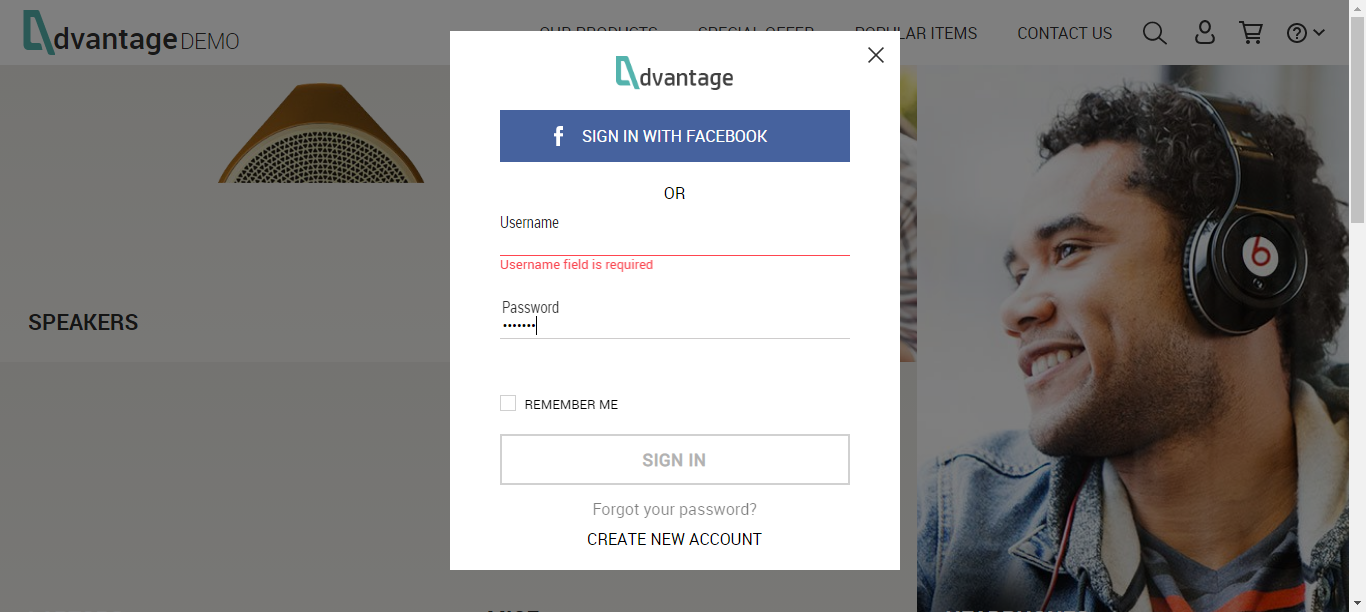 dvantage DEMO
OUR PRODUCTS SPECIAL OFFER POPULAR ITEMS CONTACT US
dvantage
SIGN IN WITH FACEBOOK
OR
Username
Username field is required
Password
REMEMBER ME
SIGN IN
Forgot your password?
CREATE NEW ACCOUNT
SPEAKERS